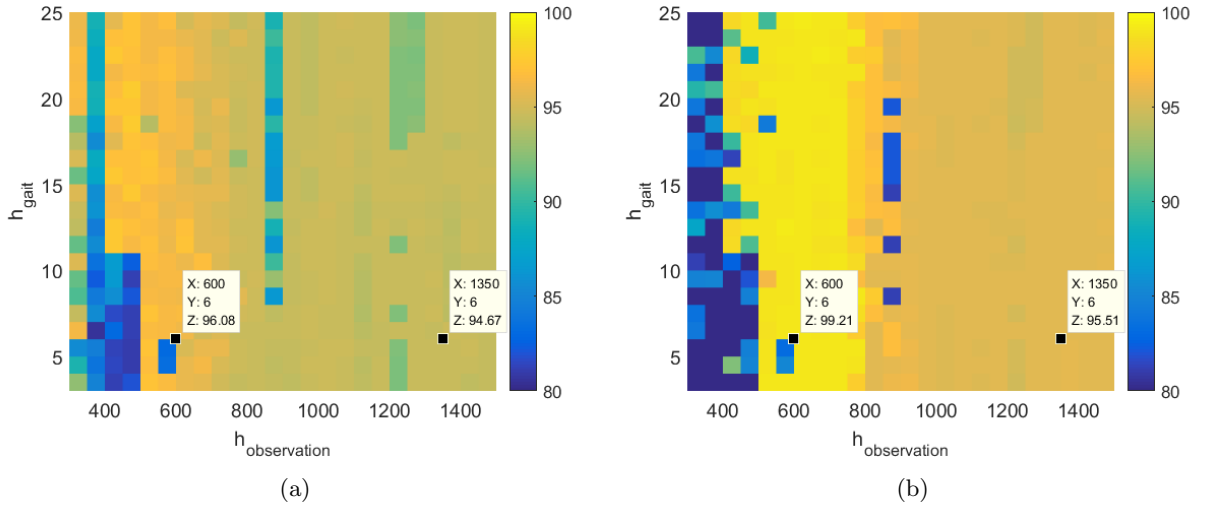 25
20
15
10
5
h_gait
400 600 800 1000 1200 1400
h_observation
100
95
90
85
80
X: 600
Y: 6
Z: 96.08
X: 1350
Y: 6
Z: 94.67
(a)
25
20
15
10
5
h_gait
400 600 800 1000 1200 1400
h_observation
100
95
90
85
80
X: 600
Y: 6
Z: 99.21
X: 1350
Y: 6
Z: 95.51
(b)